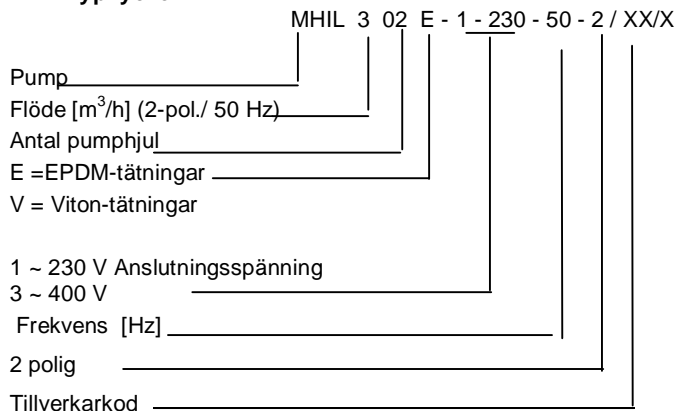 MHIL 3 02 E - 1 - 230 - 50 - 2 / XX/X
Pump
Flöde [m³/h] (2-pol./ 50 Hz)
Antal pumphjul
E =EPDM-tätningar
V = Viton-tätningar
1 ~ 230 V Anslutningsspänning
3 ~ 400 V
Frekvens [Hz]
2 polig
Tillverkarkod